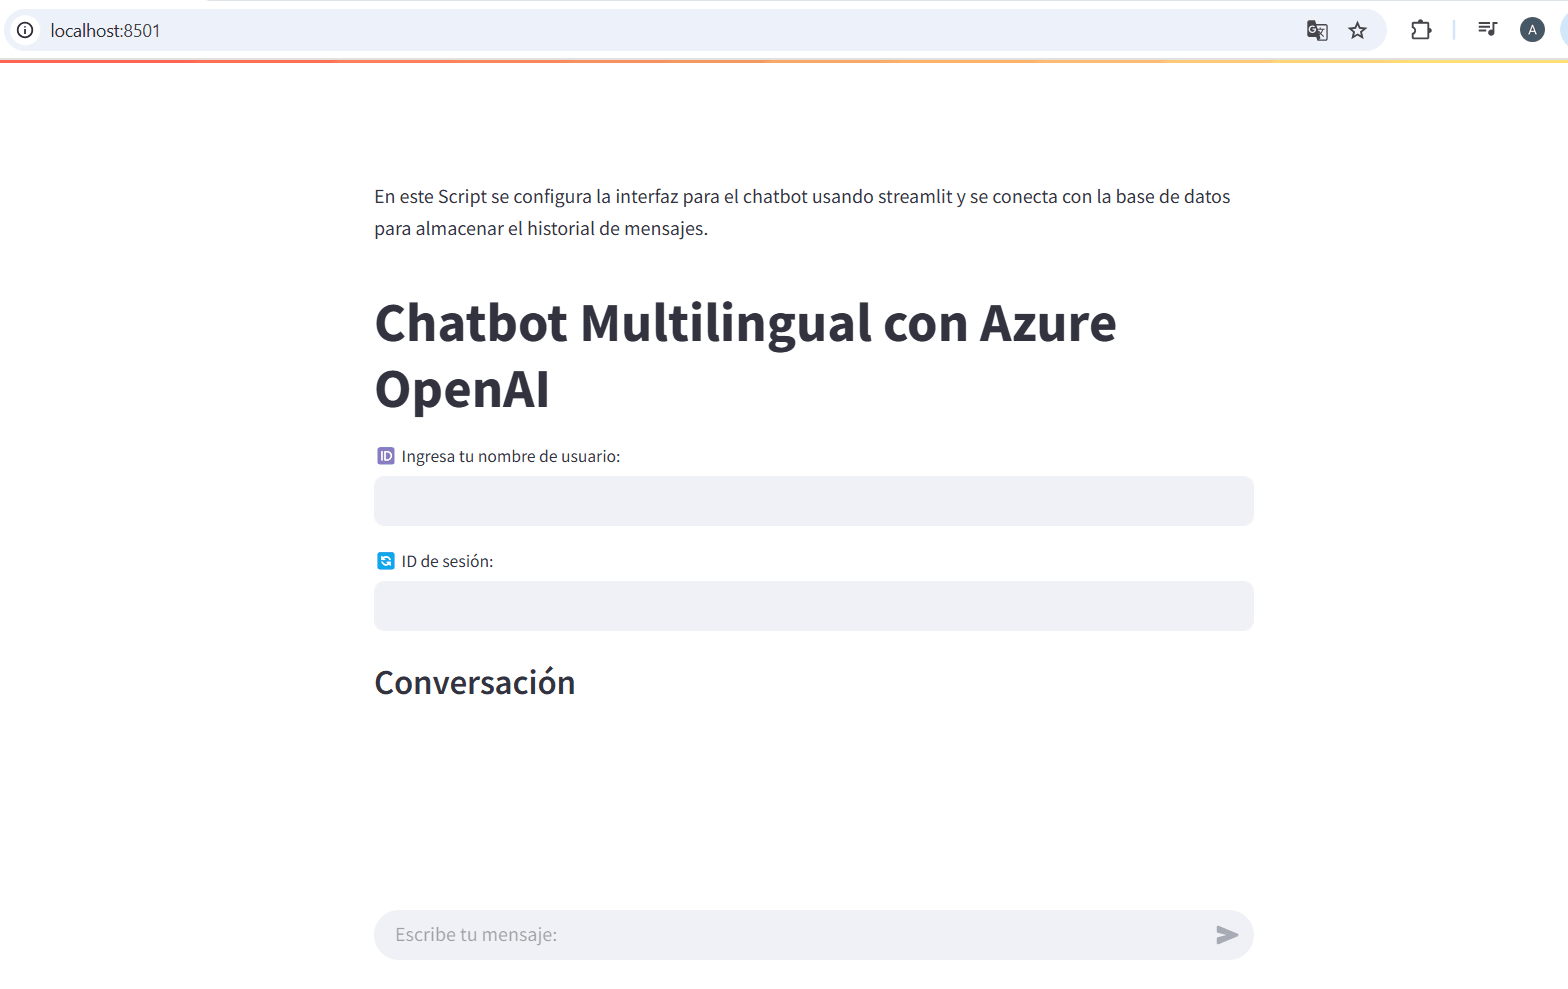 localhost:8501
A
En este Script se configura la interfaz para el chatbot usando streamlit y se conecta con la base de datos
para almacenar el historial de mensajes.
Chatbot Multilingual con Azure
OpenAI
🆔 Ingresa tu nombre de usuario:
🔄 ID de sesión:
Conversación
Escribe tu mensaje: